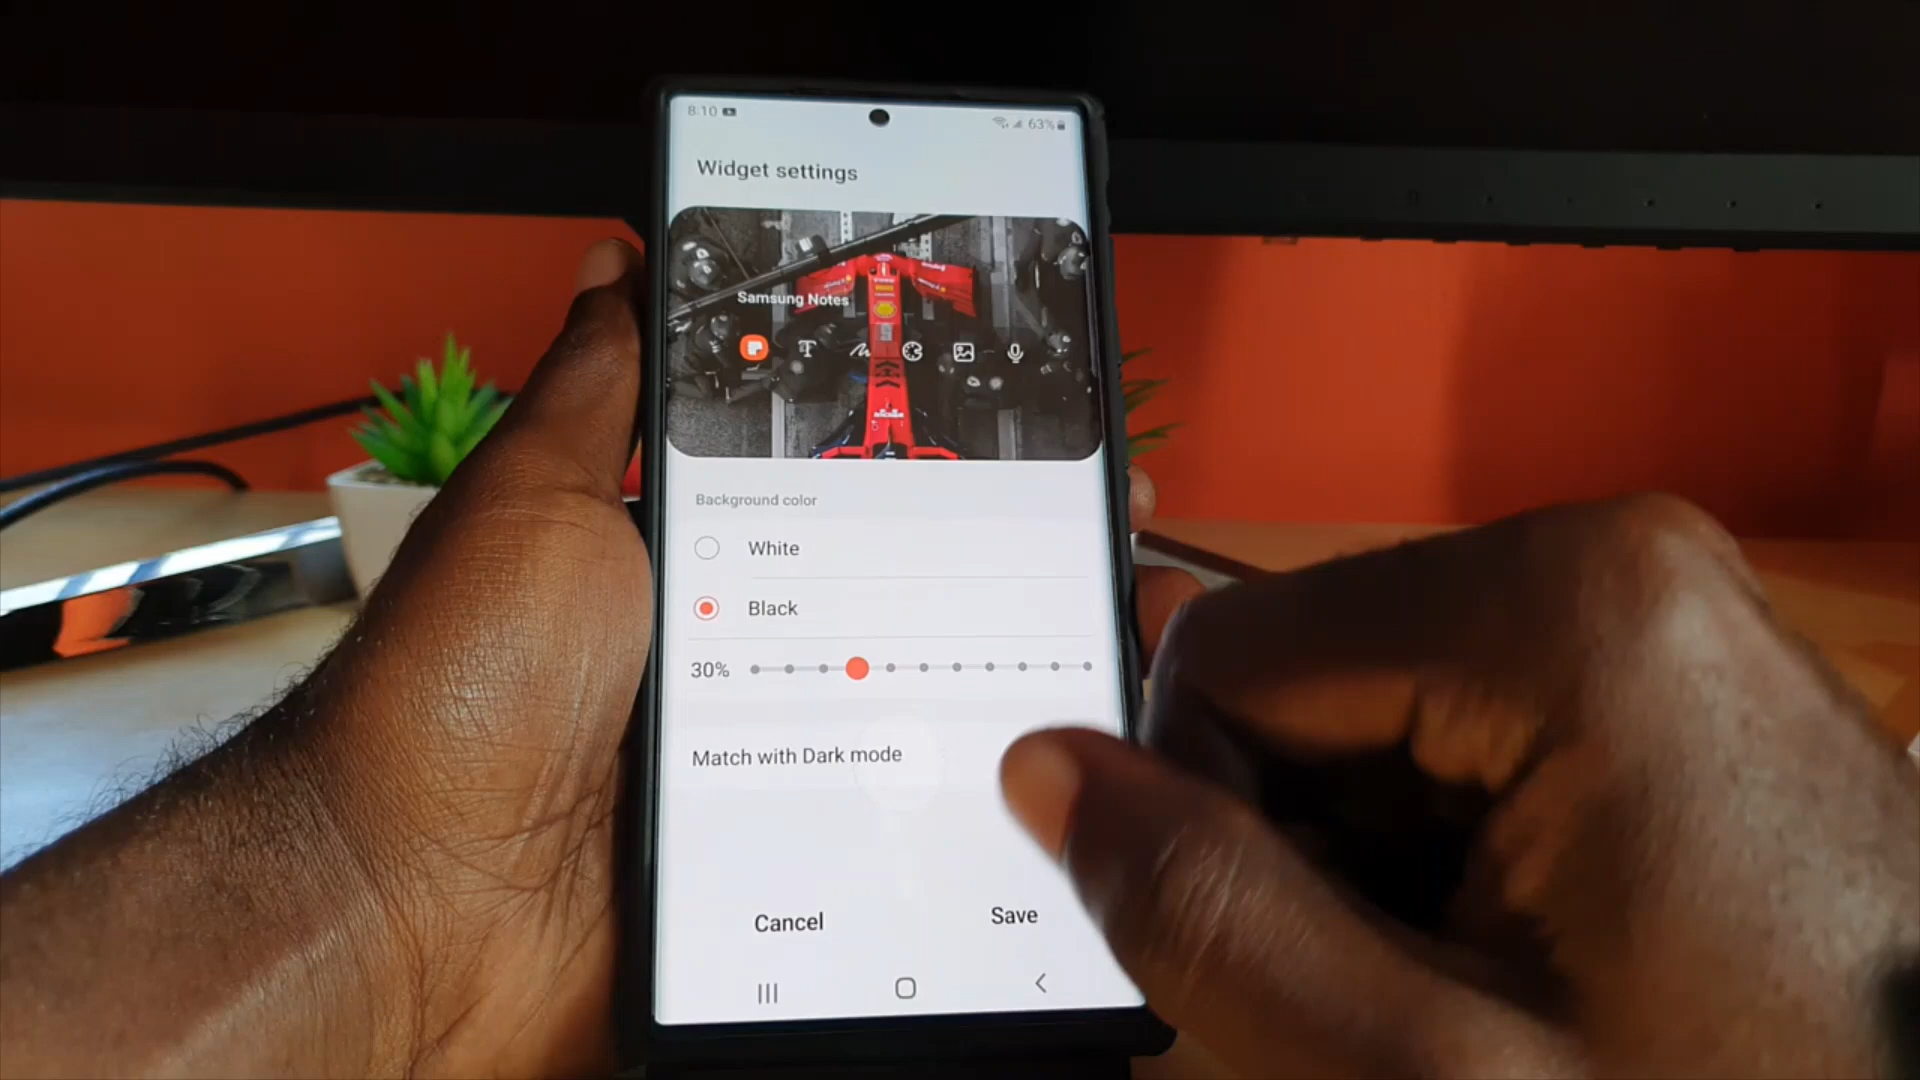 8:10
63%
Widget settings
Samsung Notes
Background color
White
Black
30%
Match with Dark mode
Cancel
Save